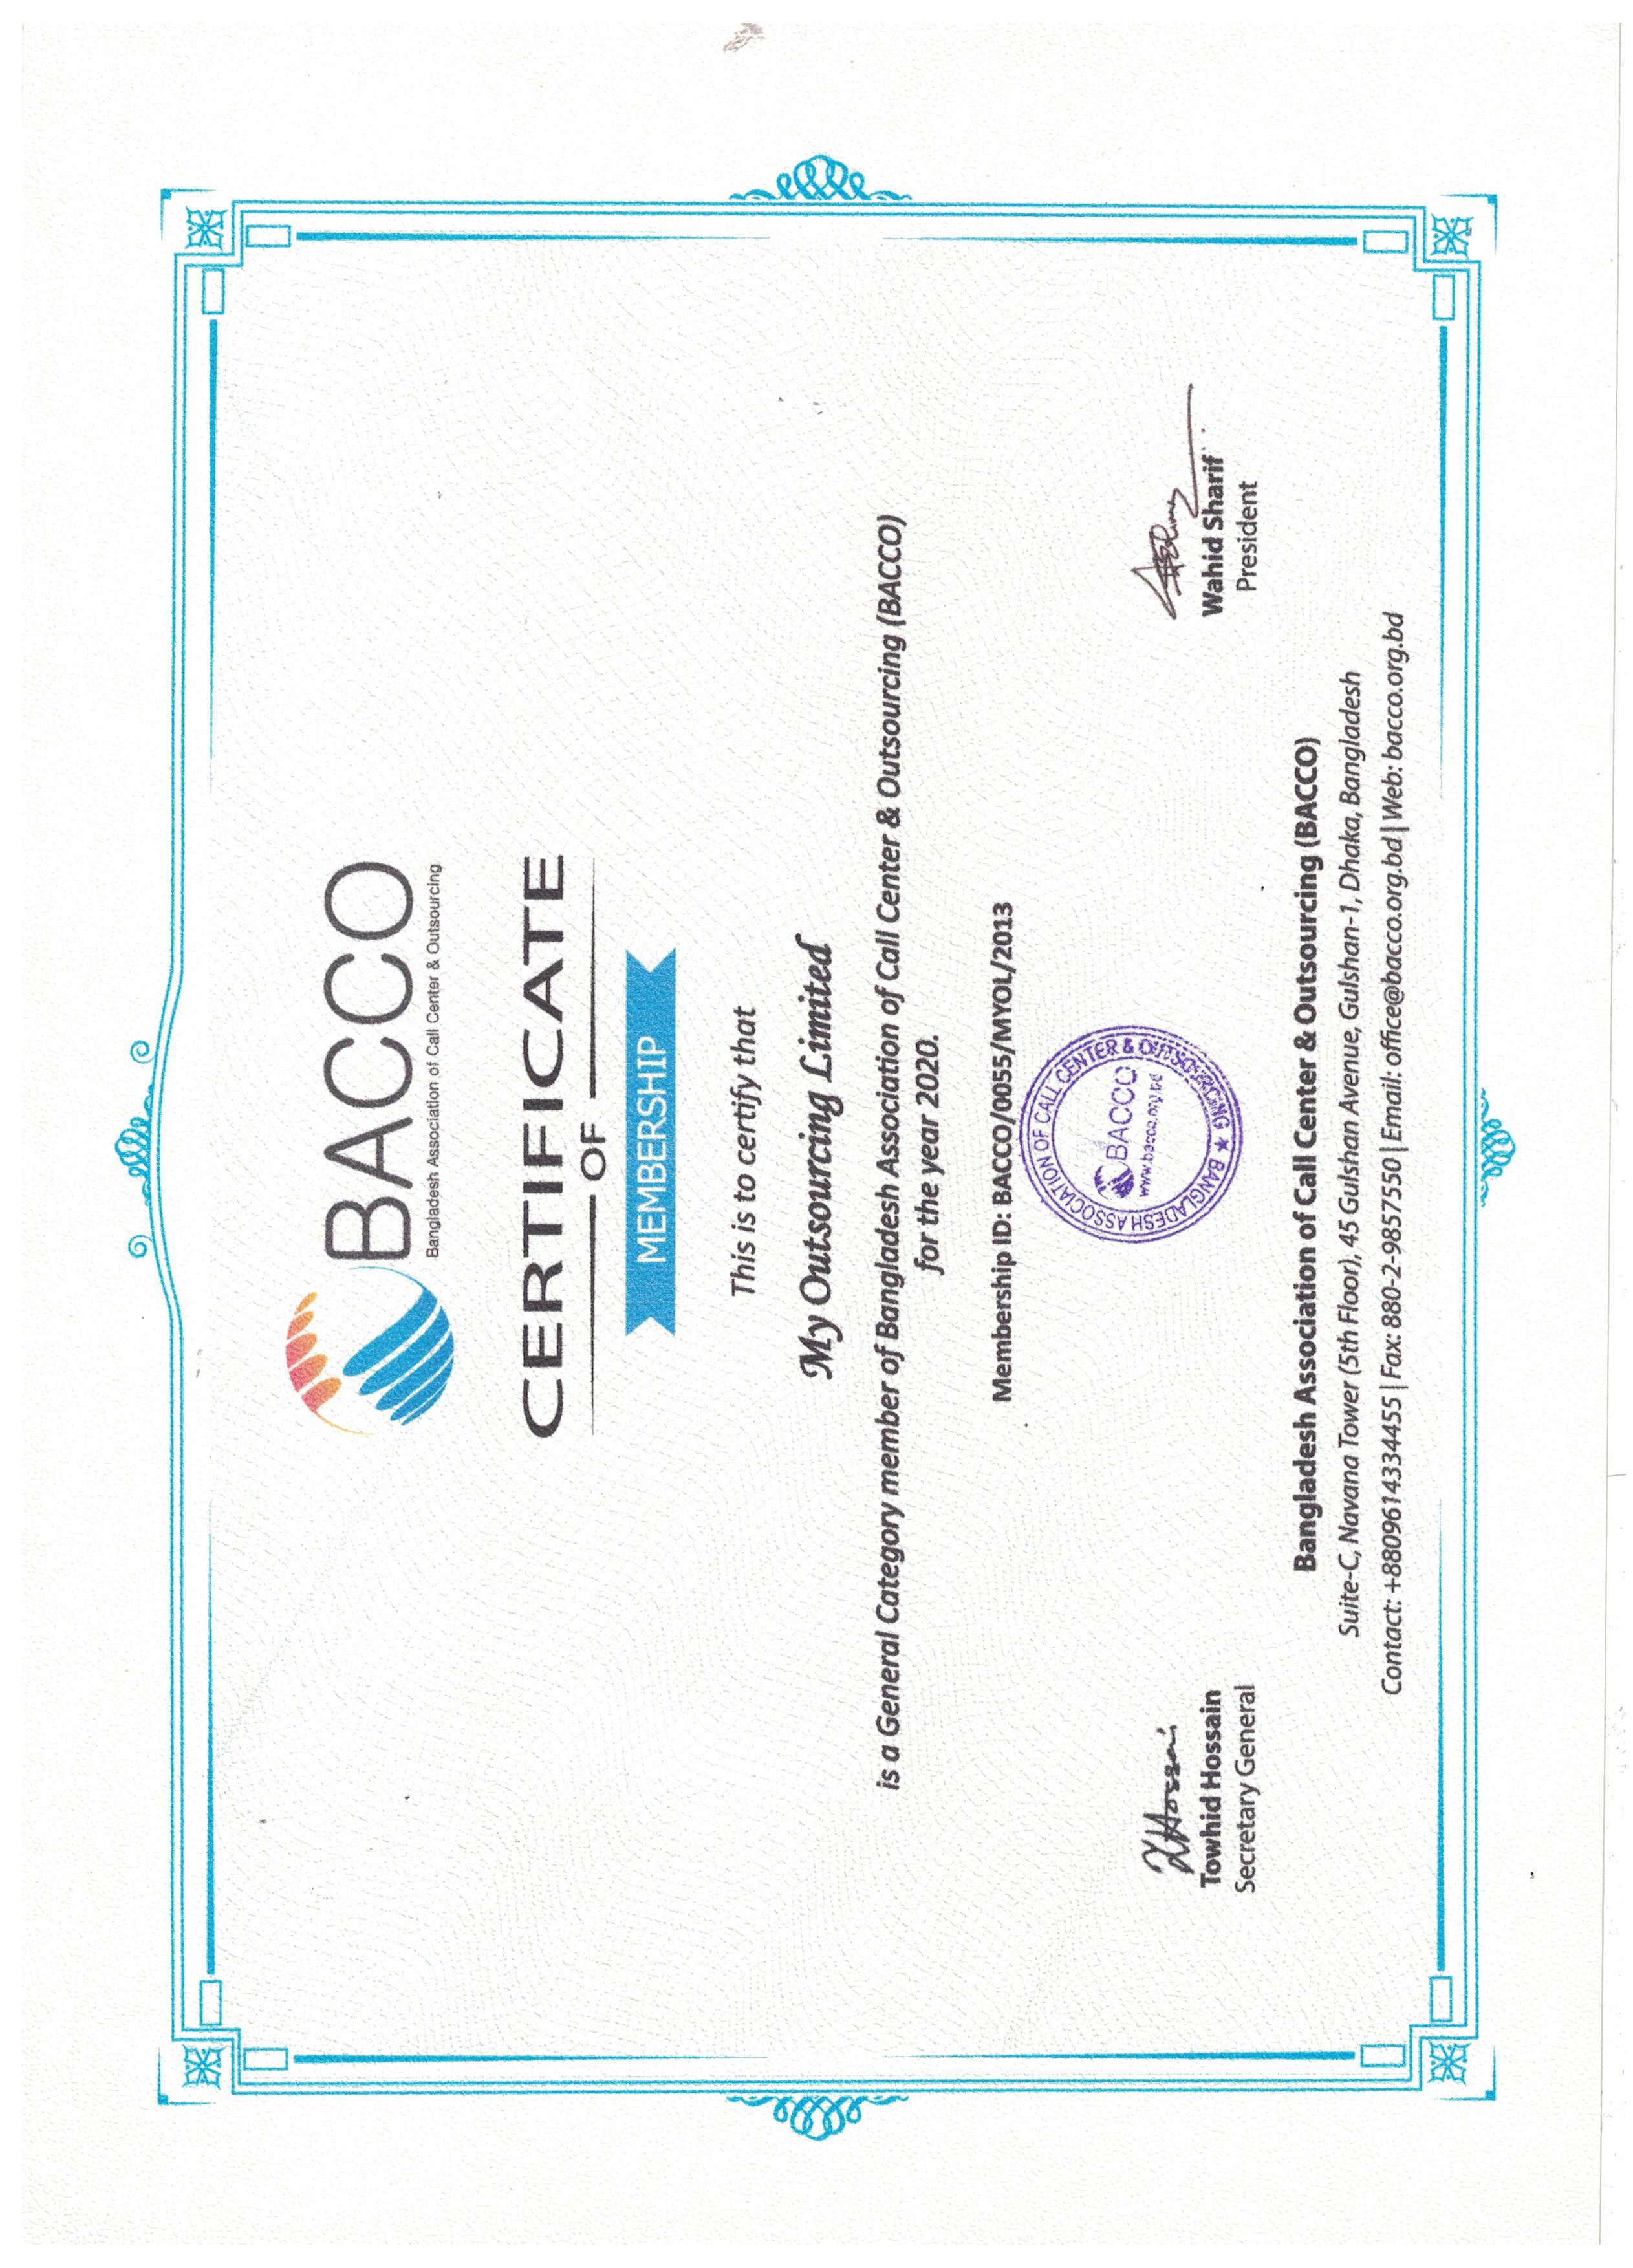 BACCO
Bangladesh Association of Call Center & Outsourcing
CERTIFICATE
OF
MEMBERSHIP
This is to certify that
My Outsourcing Limited
is a General Category member of Bangladesh Association of Call Center & Outsourcing (BACCO)
for the year 2020.
Membership ID: BACCO/0055/MYOL/2013
BANGLADESH ASSOCIATION OF CALL CENTER & OUTSOURCING
BACCO
www.bacco.org.bd
Towhid Hossain
Secretary General
Wahid Sharif
President
Bangladesh Association of Call Center & Outsourcing (BACCO)
Suite-C, Navana Tower (5th Floor), 45 Gulshan Avenue, Gulshan-1, Dhaka, Bangladesh
Contact: +8809614334455 | Fax: 880-2-9857550 | Email: office@bacco.org.bd | Web: bacco.org.bd